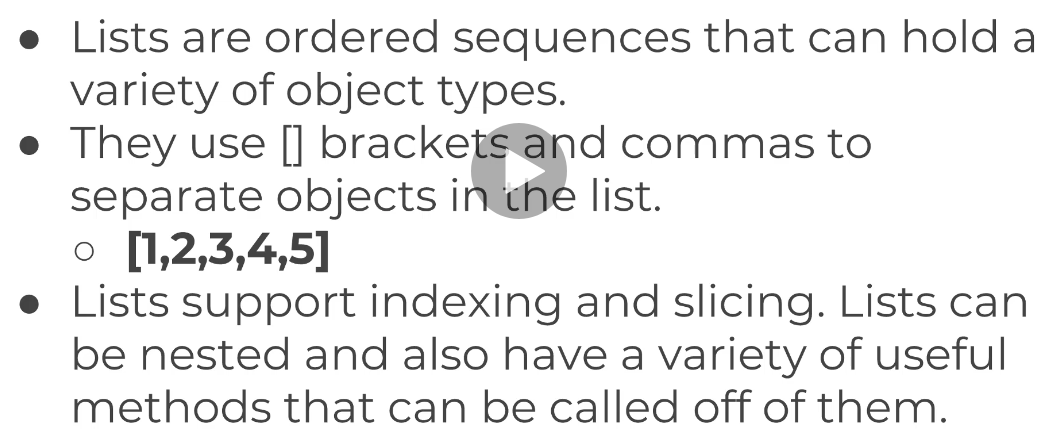 ● Lists are ordered sequences that can hold a
variety of object types.
● They use [] brackets and commas to
separate objects in the list.
○ [1,2,3,4,5]
● Lists support indexing and slicing. Lists can
be nested and also have a variety of useful
methods that can be called off of them.